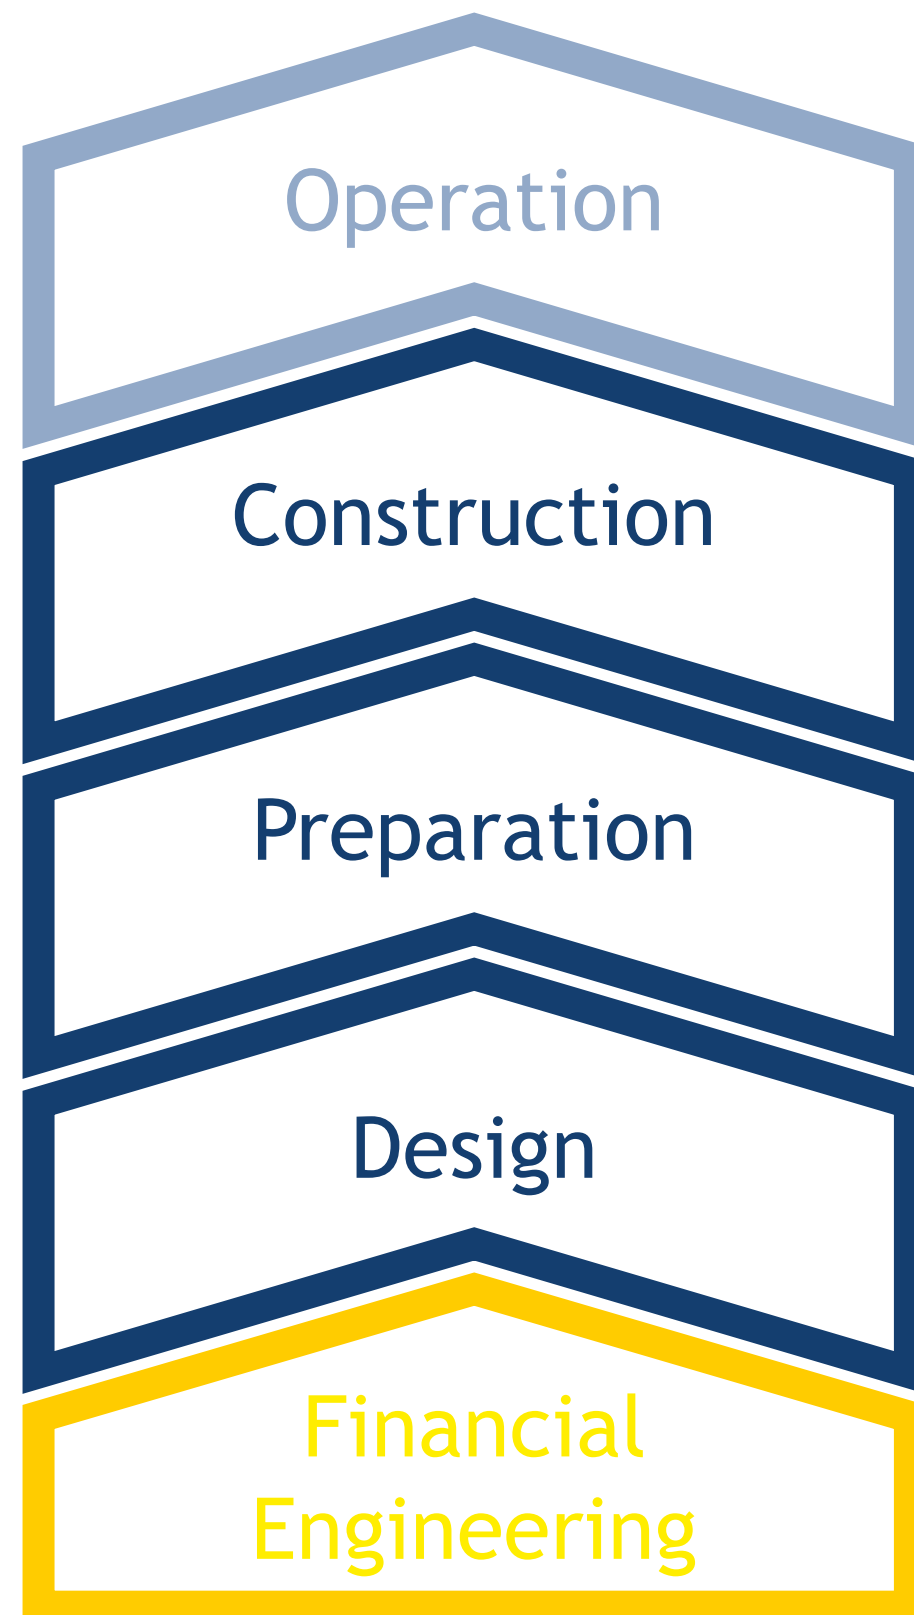 Operation
Construction
Preparation
Design
Financial
Engineering